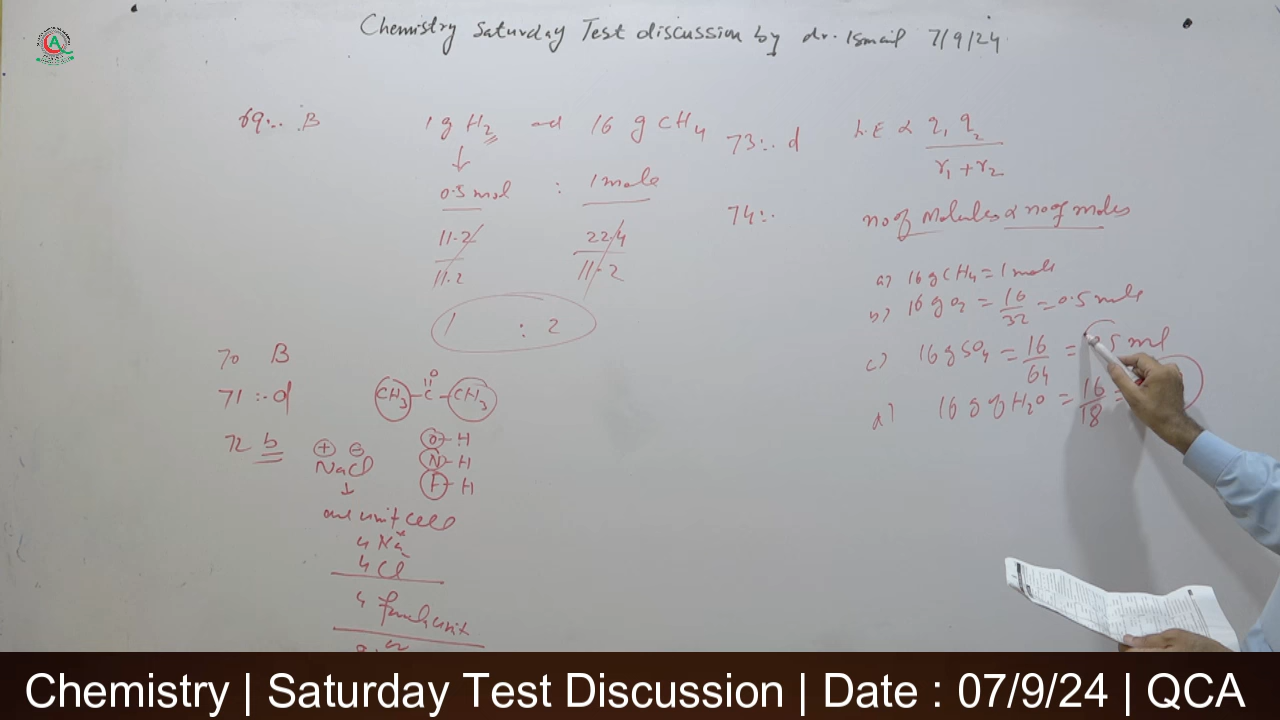 Chemistry Saturday Test discussion by dr. Ismail 7/9/24
69:. B
1 g H2 and 16 g CH4
0.5 mol : 1 mole
11.2 22.4
11.2 11.2
1 : 2
70 B
71 :. d
CH3 - C - CH3
O
72 b
⊕ ⊖
NaCl
O - H
N - H
F - H
one unit cell
4 Na+
4 Cl
4
73:. d
L.E ∝ q1 q2
r1 + r2
74:.
no of Molecules ∝ no of moles
a) 16 g CH4 = 1 mole
b) 16 g O2 = 16/32 = 0.5 mole
c) 16 g SO4 = 16/64 = 5 ml
d) 16 g of H2O = 16/18 =
Chemistry | Saturday Test Discussion | Date : 07/9/24 | QCA